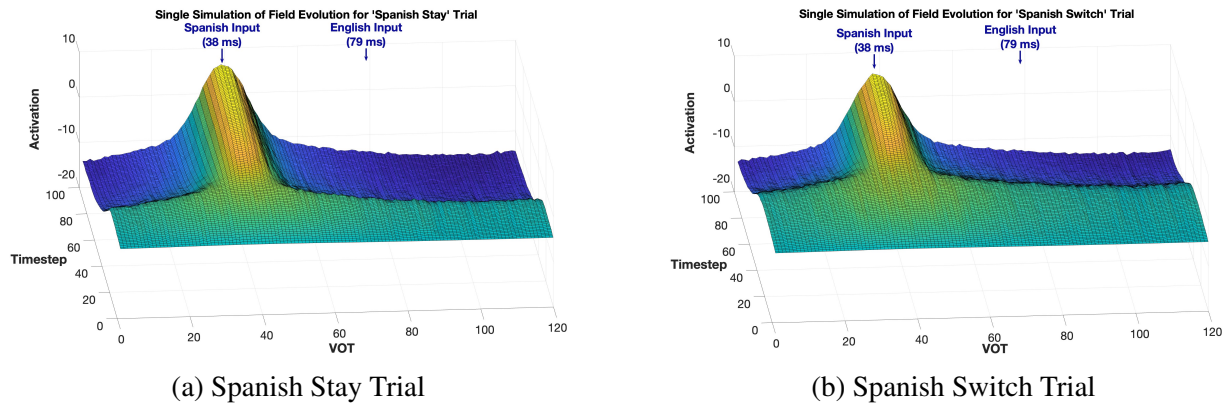 Single Simulation of Field Evolution for 'Spanish Stay' Trial
Spanish Input
(38 ms)
English Input
(79 ms)
10
0
-10
-20
Activation
100
80
60
40
20
0
Timestep
0
20
40
60
80
100
120
VOT
(a) Spanish Stay Trial
Single Simulation of Field Evolution for 'Spanish Switch' Trial
Spanish Input
(38 ms)
English Input
(79 ms)
10
0
-10
-20
Activation
100
80
60
40
20
0
Timestep
0
20
40
60
80
100
120
VOT
(b) Spanish Switch Trial